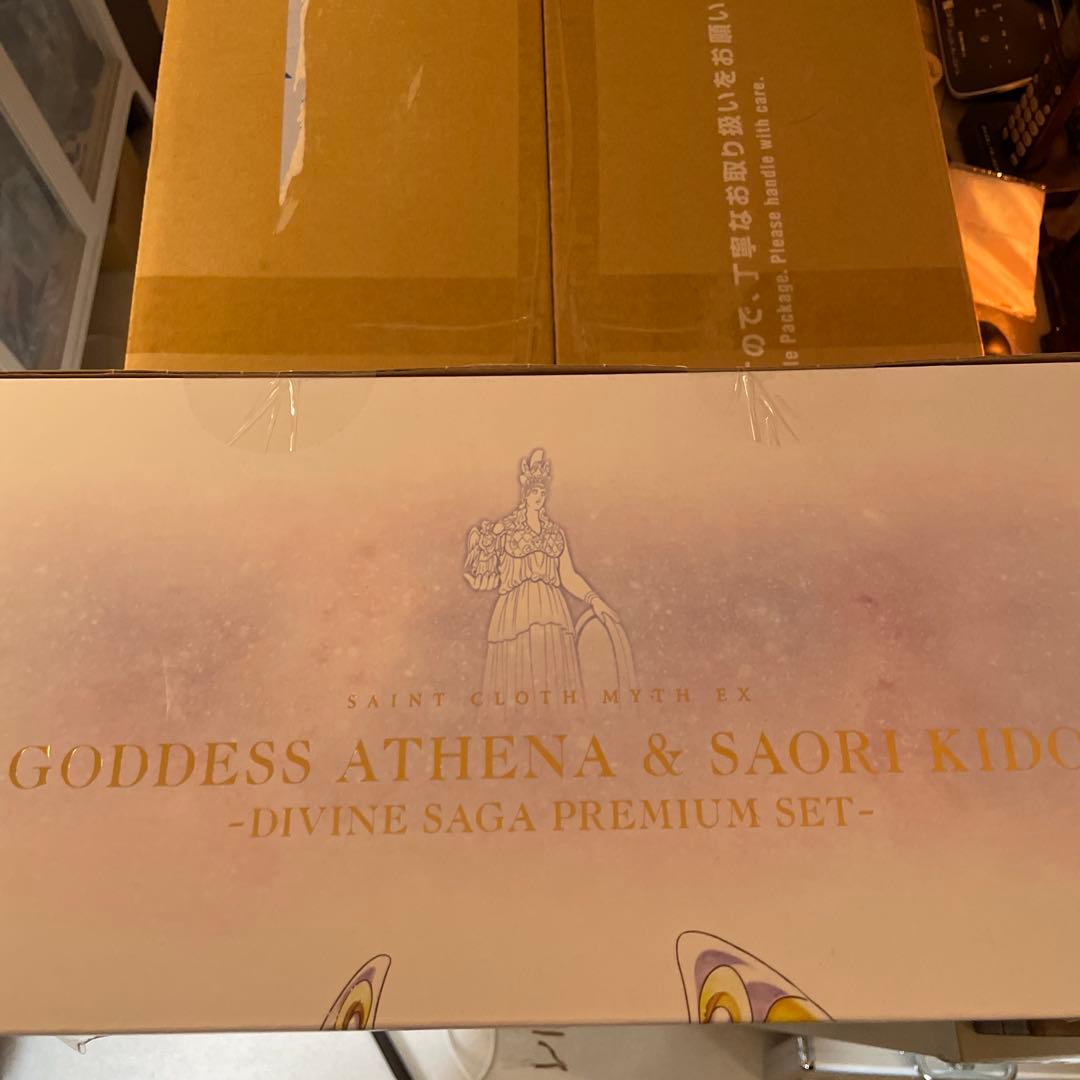 ので、丁寧なお取り扱いをお願い
Package. Please handle with care.
SAINT CLOTH MYTH EX
GODDESS ATHENA & SAORI KIDO
-DIVINE SAGA PREMIUM SET-